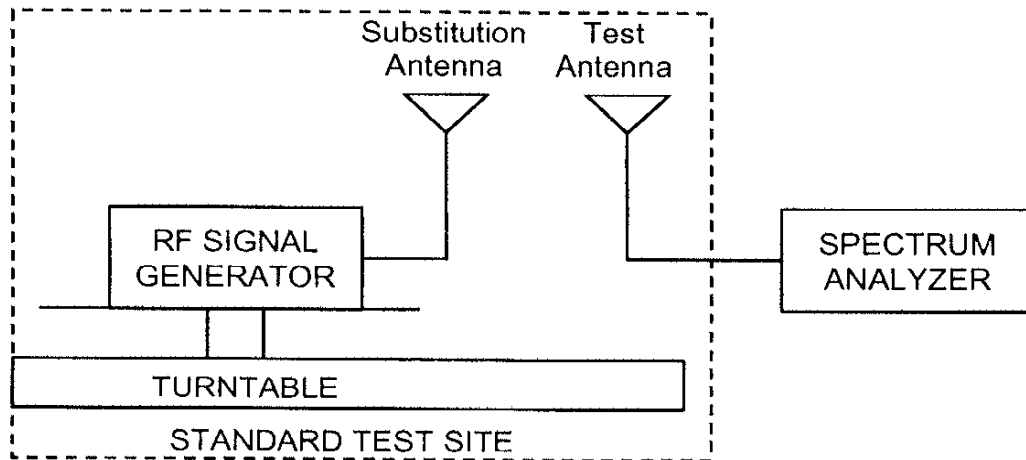 Substitution
Antenna
Test
Antenna
RF SIGNAL
GENERATOR
SPECTRUM
ANALYZER
TURNTABLE
STANDARD TEST SITE